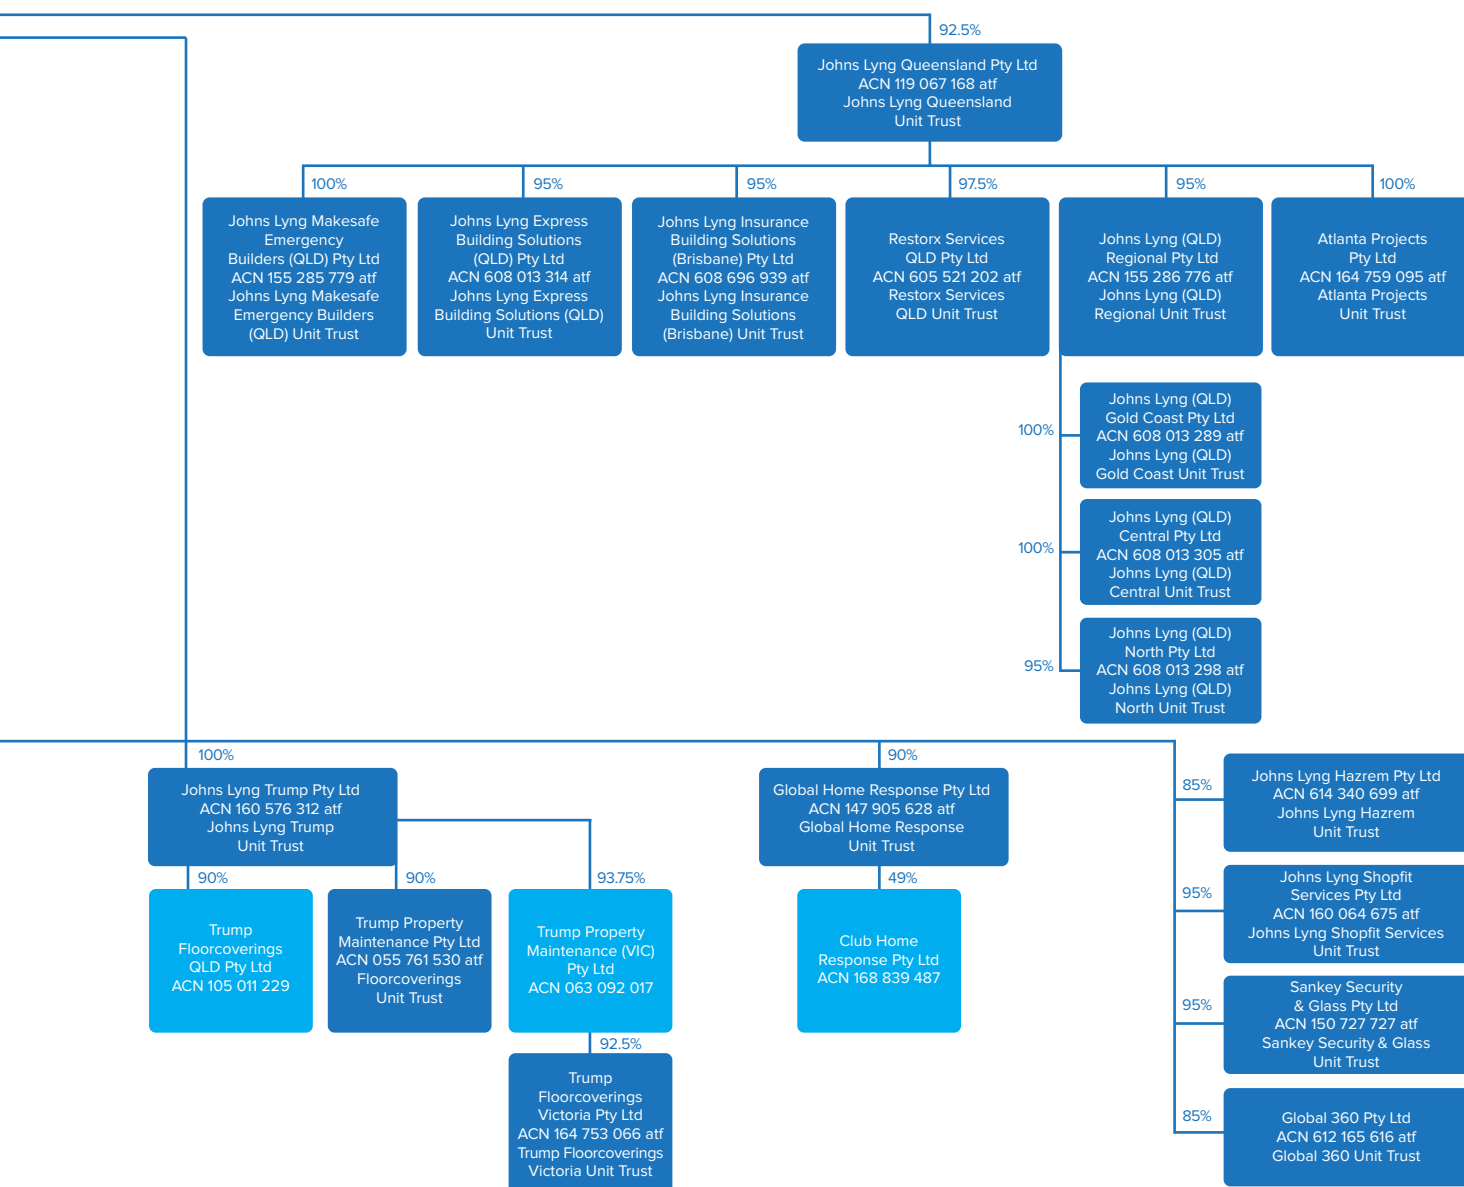 92.5%
Johns Lyng Queensland Pty Ltd
ACN 119 067 168 atf
Johns Lyng Queensland
Unit Trust
100%
Johns Lyng Makesafe
Emergency
Builders (QLD) Pty Ltd
ACN 155 285 779 atf
Johns Lyng Makesafe
Emergency Builders
(QLD) Unit Trust
95%
Johns Lyng Express
Building Solutions
(QLD) Pty Ltd
ACN 608 013 314 atf
Johns Lyng Express
Building Solutions (QLD)
Unit Trust
95%
Johns Lyng Insurance
Building Solutions
(Brisbane) Pty Ltd
ACN 608 696 939 atf
Johns Lyng Insurance
Building Solutions
(Brisbane) Unit Trust
97.5%
Restorx Services
QLD Pty Ltd
ACN 605 521 202 atf
Restorx Services
QLD Unit Trust
95%
Johns Lyng (QLD)
Regional Pty Ltd
ACN 155 286 776 atf
Johns Lyng (QLD)
Regional Unit Trust
100%
Atlanta Projects
Pty Ltd
ACN 164 759 095 atf
Atlanta Projects
Unit Trust
100%
Johns Lyng (QLD)
Gold Coast Pty Ltd
ACN 608 013 289 atf
Johns Lyng (QLD)
Gold Coast Unit Trust
100%
Johns Lyng (QLD)
Central Pty Ltd
ACN 608 013 305 atf
Johns Lyng (QLD)
Central Unit Trust
95%
Johns Lyng (QLD)
North Pty Ltd
ACN 608 013 298 atf
Johns Lyng (QLD)
North Unit Trust
100%
Johns Lyng Trump Pty Ltd
ACN 160 576 312 atf
Johns Lyng Trump
Unit Trust
90%
Trump
Floorcoverings
QLD Pty Ltd
ACN 105 011 229
90%
Trump Property
Maintenance Pty Ltd
ACN 055 761 530 atf
Floorcoverings
Unit Trust
93.75%
Trump Property
Maintenance (VIC)
Pty Ltd
ACN 063 092 017
92.5%
Trump
Floorcoverings
Victoria Pty Ltd
ACN 164 753 066 atf
Trump Floorcoverings
Victoria Unit Trust
90%
Global Home Response Pty Ltd
ACN 147 905 628 atf
Global Home Response
Unit Trust
49%
Club Home
Response Pty Ltd
ACN 168 839 487
85%
Johns Lyng Hazrem Pty Ltd
ACN 614 340 699 atf
Johns Lyng Hazrem
Unit Trust
95%
Johns Lyng Shopfit
Services Pty Ltd
ACN 160 064 675 atf
Johns Lyng Shopfit Services
Unit Trust
95%
Sankey Security
& Glass Pty Ltd
ACN 150 727 727 atf
Sankey Security & Glass
Unit Trust
85%
Global 360 Pty Ltd
ACN 612 165 616 atf
Global 360 Unit Trust